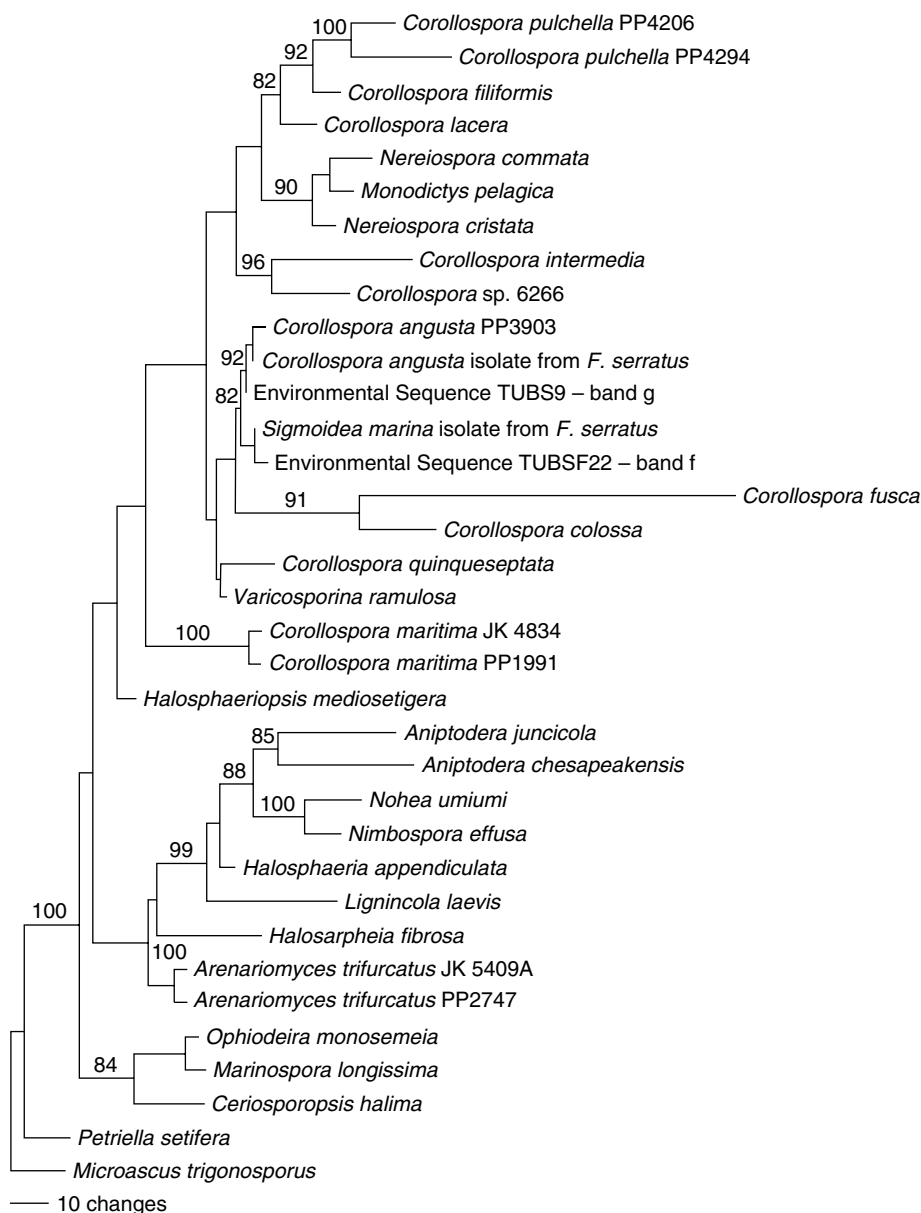 100 Corollospora pulchella PP4206
92 Corollospora pulchella PP4294
82 Corollospora filiformis
Corollospora lacera
Nereiospora commata
90 Monodictys pelagica
Nereiospora cristata
96 Corollospora intermedia
Corollospora sp. 6266
Corollospora angusta PP3903
92 Corollospora angusta isolate from F. serratus
82 Environmental Sequence TUBS9 – band g
Sigmoidea marina isolate from F. serratus
Environmental Sequence TUBSF22 – band f
91 Corollospora fusca
Corollospora colossa
Corollospora quinqueseptata
Varicosporina ramulosa
100 Corollospora maritima JK 4834
Corollospora maritima PP1991
Halosphaeriopsis mediosetigera
85 Aniptodera juncicola
88 Aniptodera chesapeakensis
100 Nohea umiumi
Nimbospora effusa
99 Halosphaeria appendiculata
Lignincola laevis
100 Halosarpheia fibrosa
100 Arenariomyces trifurcatus JK 5409A
Arenariomyces trifurcatus PP2747
Ophiodeira monosemeia
84 Marinospora longissima
Ceriosporopsis halima
Petriella setifera
Microascus trigonosporus
10 changes